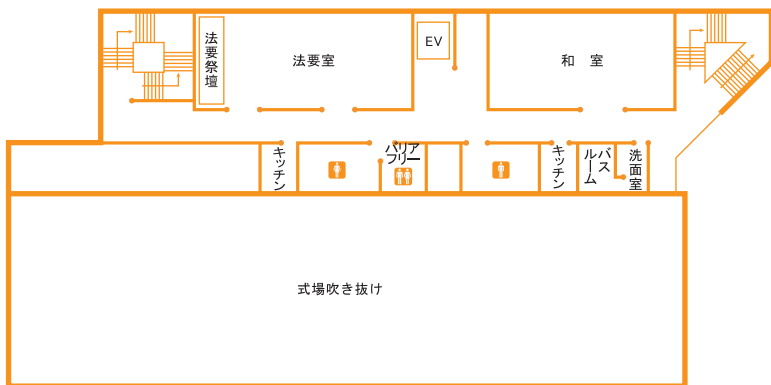 法要祭壇
法要室
EV
和 室
キッチン
バリア
フリー
キッチン
バス
ルーム
洗面室
式場吹き抜け